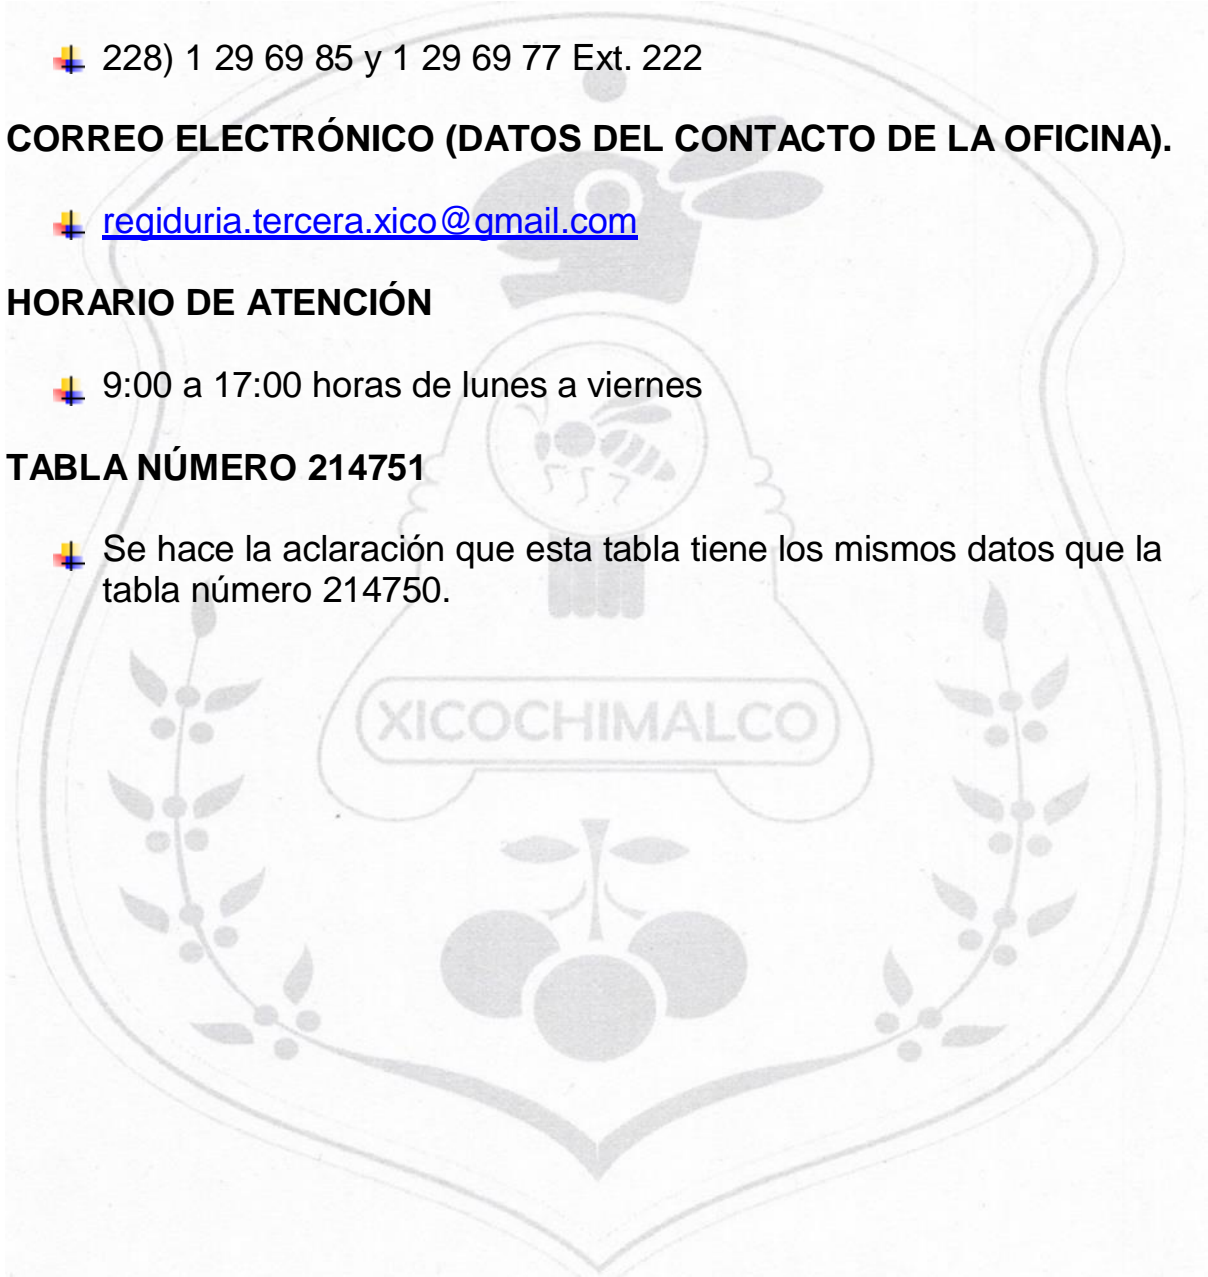 228) 1 29 69 85 y 1 29 69 77 Ext. 222
CORREO ELECTRÓNICO (DATOS DEL CONTACTO DE LA OFICINA).
regiduria.tercera.xico@gmail.com
HORARIO DE ATENCIÓN
9:00 a 17:00 horas de lunes a viernes
TABLA NÚMERO 214751
Se hace la aclaración que esta tabla tiene los mismos datos que la
tabla número 214750.
XICOCHIMALCO